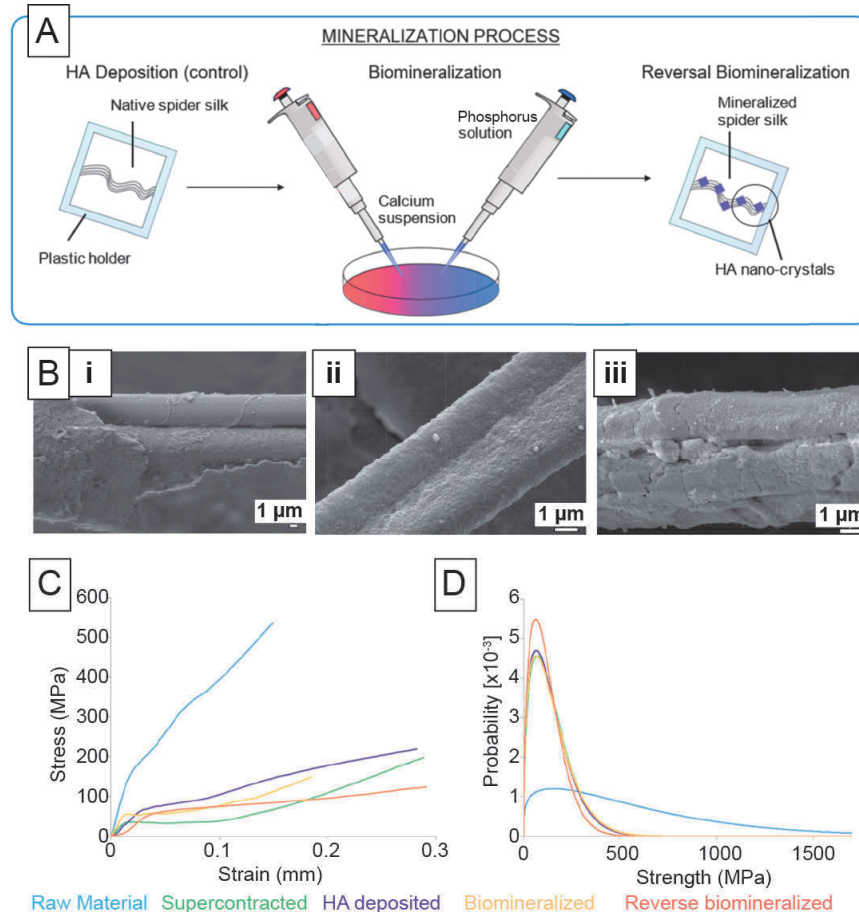 A
MINERALIZATION PROCESS
HA Deposition (control)
Biomineralization
Reversal Biomineralization
Native spider silk
Plastic holder
Calcium
suspension
Phosphorus
solution
Mineralized
spider silk
HA nano-crystals
B
i
1 µm
ii
1 µm
iii
1 µm
C
Stress (MPa)
600
500
400
300
200
100
0
0
0.1
0.2
0.3
Strain (mm)
D
Probability [x10⁻³]
6
5
4
3
2
1
0
0
500
1000
1500
Strength (MPa)
Raw Material Supercontracted HA deposited Biomineralized Reverse biomineralized